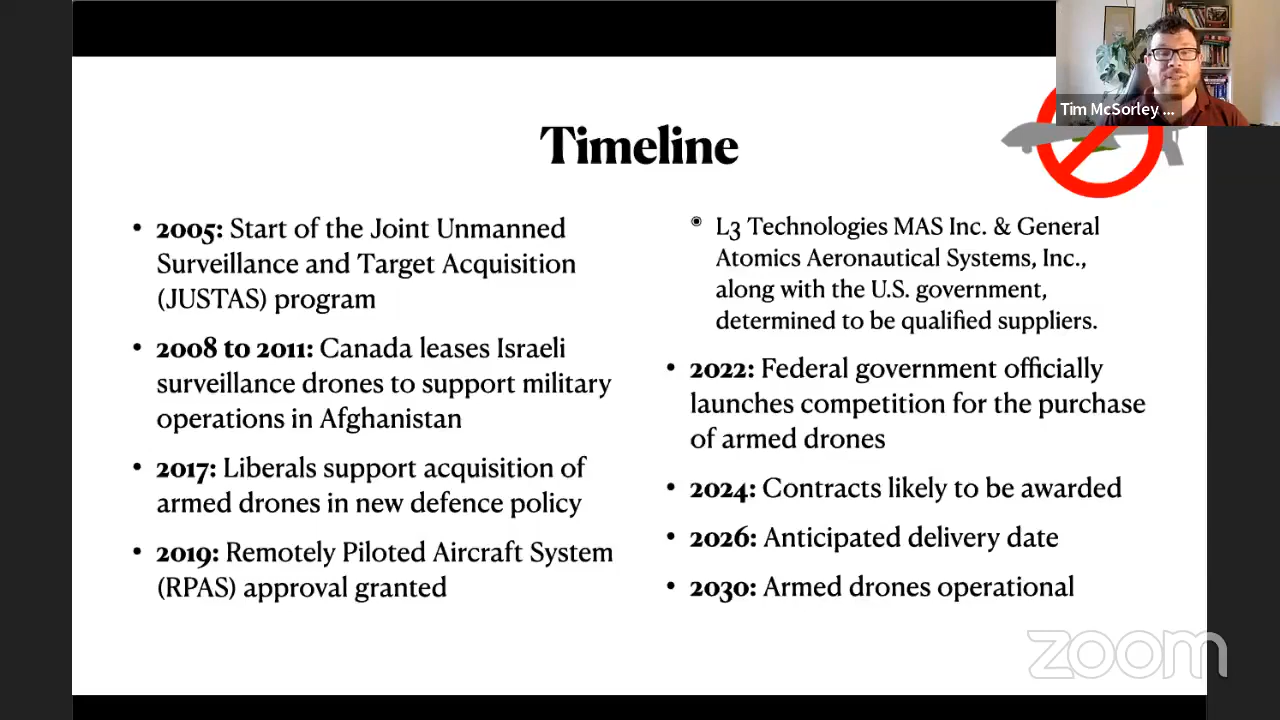 Tim McSorley ...
Timeline
• 2005: Start of the Joint Unmanned
Surveillance and Target Acquisition
(JUSTAS) program
• 2008 to 2011: Canada leases Israeli
surveillance drones to support military
operations in Afghanistan
• 2017: Liberals support acquisition of
armed drones in new defence policy
• 2019: Remotely Piloted Aircraft System
(RPAS) approval granted
L3 Technologies MAS Inc. & General
Atomics Aeronautical Systems, Inc.,
along with the U.S. government,
determined to be qualified suppliers.
• 2022: Federal government officially
launches competition for the purchase
of armed drones
• 2024: Contracts likely to be awarded
• 2026: Anticipated delivery date
• 2030: Armed drones operational
zoom